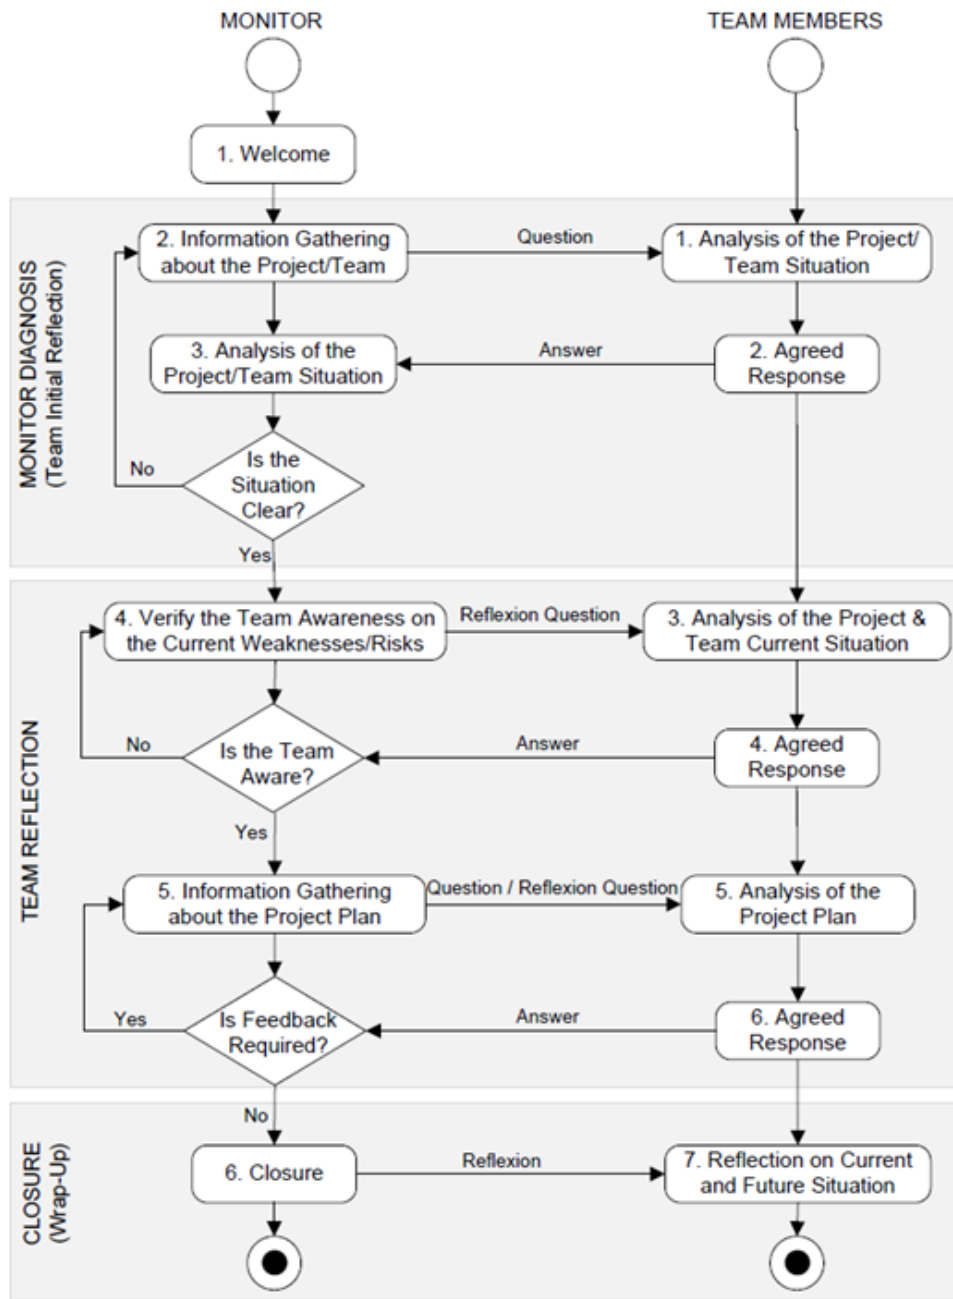 MONITOR
TEAM MEMBERS
1. Welcome
MONITOR DIAGNOSIS
(Team Initial Reflection)
2. Information Gathering
about the Project/Team
Question
1. Analysis of the Project/
Team Situation
3. Analysis of the
Project/Team Situation
Answer
2. Agreed
Response
Is the
Situation
Clear?
No
Yes
TEAM REFLECTION
4. Verify the Team Awareness on
the Current Weaknesses/Risks
Reflexion Question
3. Analysis of the Project &
Team Current Situation
Is the Team
Aware?
No
Answer
4. Agreed
Response
Yes
5. Information Gathering
about the Project Plan
Question / Reflexion Question
5. Analysis of the
Project Plan
Is Feedback
Required?
Yes
Answer
6. Agreed
Response
No
CLOSURE
(Wrap-Up)
6. Closure
Reflexion
7. Reflection on Current
and Future Situation